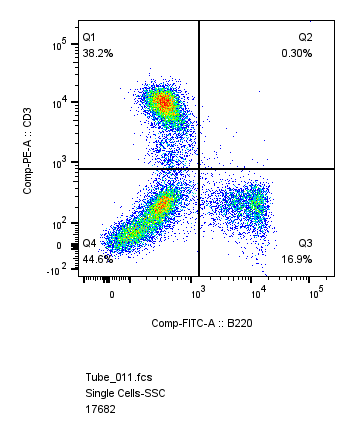 Q1
38.2%
Q2
0.30%
10^5
10^4
10^3
10^2
0
-10^2
Q4
44.6%
Q3
16.9%
0
10^3
10^4
10^5
Comp-PE-A :: CD3
Comp-FITC-A :: B220
Tube_011.fcs
Single Cells-SSC
17682